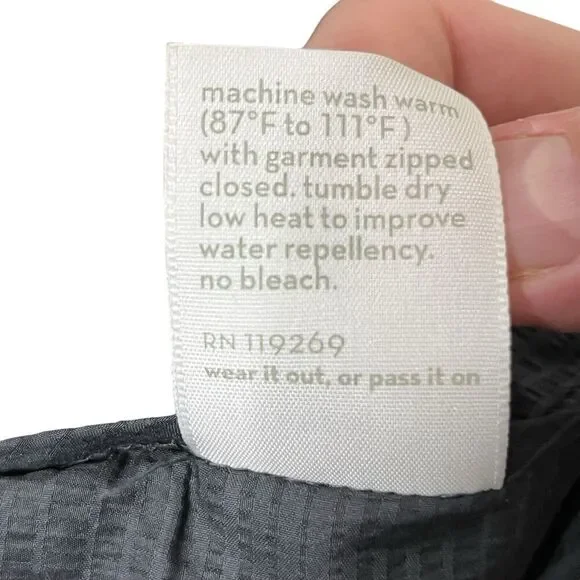 machine wash warm
(87°F to 111°F)
with garment zipped
closed. tumble dry
low heat to improve
water repellency.
no bleach.
RN 119269
wear it out, or pass it on